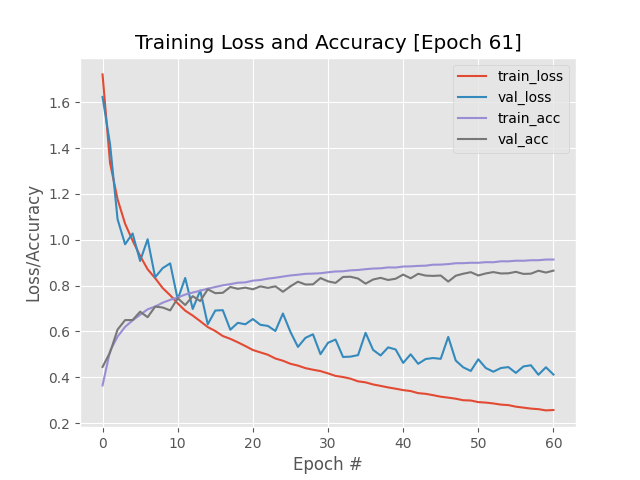 Training Loss and Accuracy [Epoch 61]
train_loss
val_loss
train_acc
val_acc
Loss/Accuracy
1.6
1.4
1.2
1.0
0.8
0.6
0.4
0.2
0 10 20 30 40 50 60
Epoch #